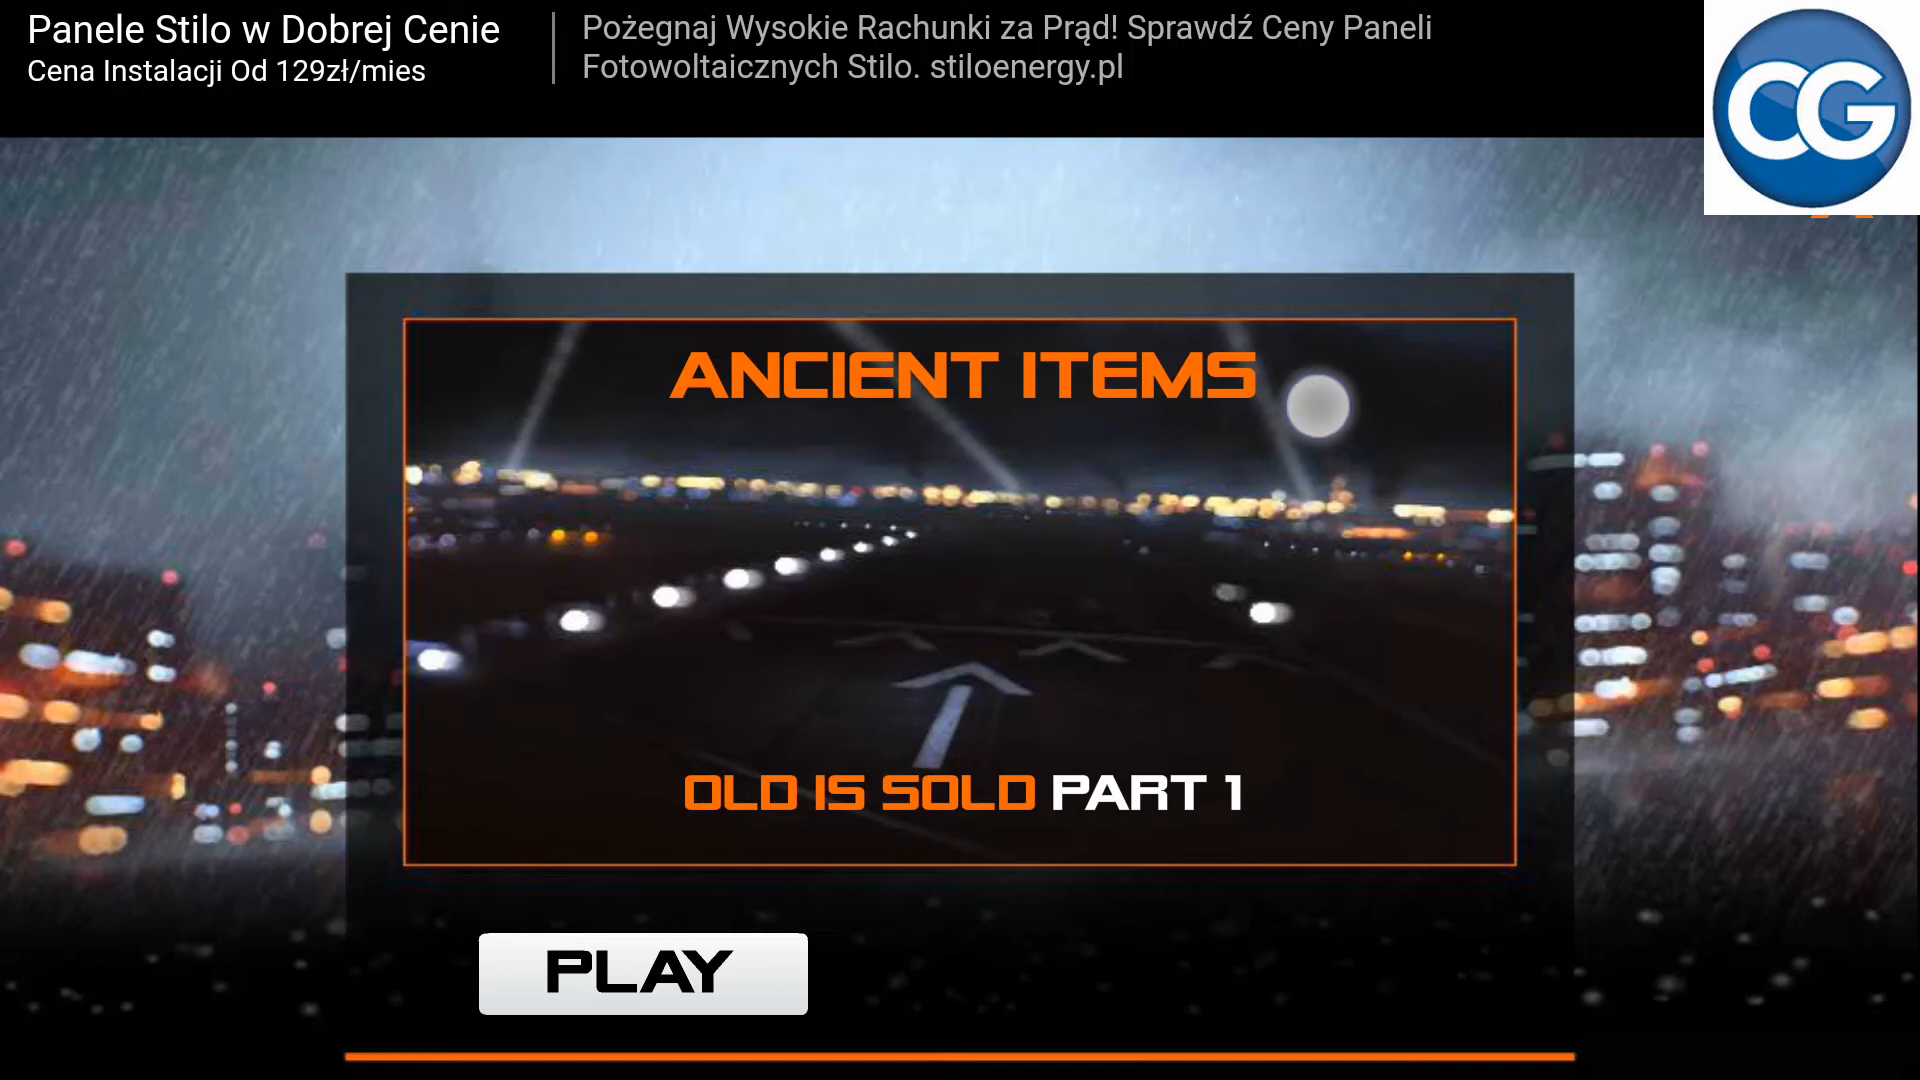 Panele Stilo w Dobrej Cenie
Cena Instalacji Od 129zł/mies
Pożegnaj Wysokie Rachunki za Prąd! Sprawdź Ceny Paneli
Fotowoltaicznych Stilo. stiloenergy.pl
CG
ANCIENT ITEMS
OLD IS SOLD PART 1
PLAY